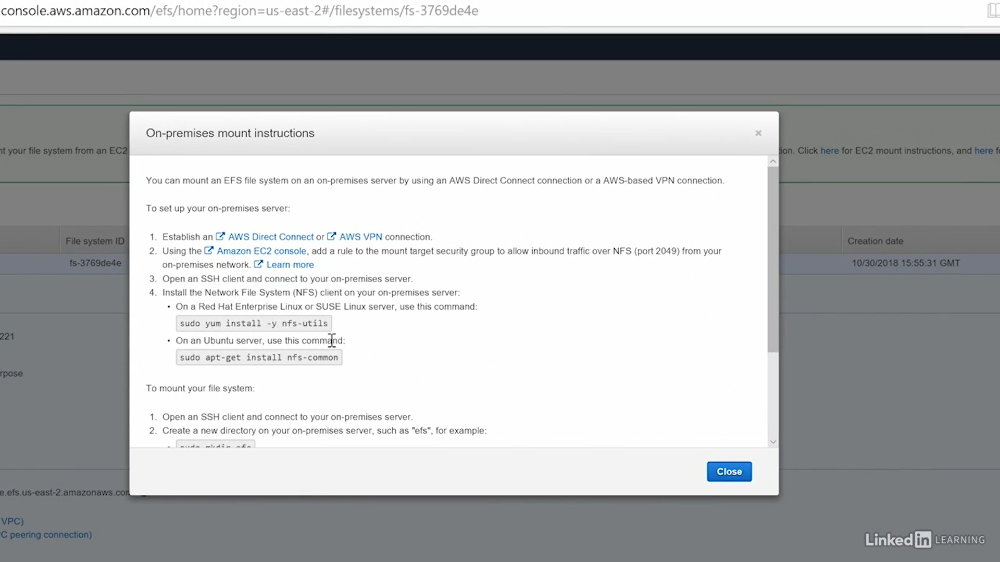 console.aws.amazon.com/efs/home?region=us-east-2#/filesystems/fs-3769de4e
On-premises mount instructions
×
nt your file system from an EC2
ion. Click here for EC2 mount instructions, and here fo
You can mount an EFS file system on an on-premises server by using an AWS Direct Connect connection or a AWS-based VPN connection.
To set up your on-premises server:
File system ID
Creation date
1. Establish an AWS Direct Connect or AWS VPN connection.
2. Using the Amazon EC2 console, add a rule to the mount target security group to allow inbound traffic over NFS (port 2049) from your
on-premises network. Learn more
fs-3769de4e
10/30/2018 15:55:31 GMT
3. Open an SSH client and connect to your on-premises server.
4. Install the Network File System (NFS) client on your on-premises server:
• On a Red Hat Enterprise Linux or SUSE Linux server, use this command:
sudo yum install -y nfs-utils
221
• On an Ubuntu server, use this command:
sudo apt-get install nfs-common
rpose
To mount your file system:
1. Open an SSH client and connect to your on-premises server.
2. Create a new directory on your on-premises server, such as "efs", for example:
• sudo mkdir efs
Close
e.efs.us-east-2.amazonaws.com
VPC)
C peering connection)
Linked in LEARNING